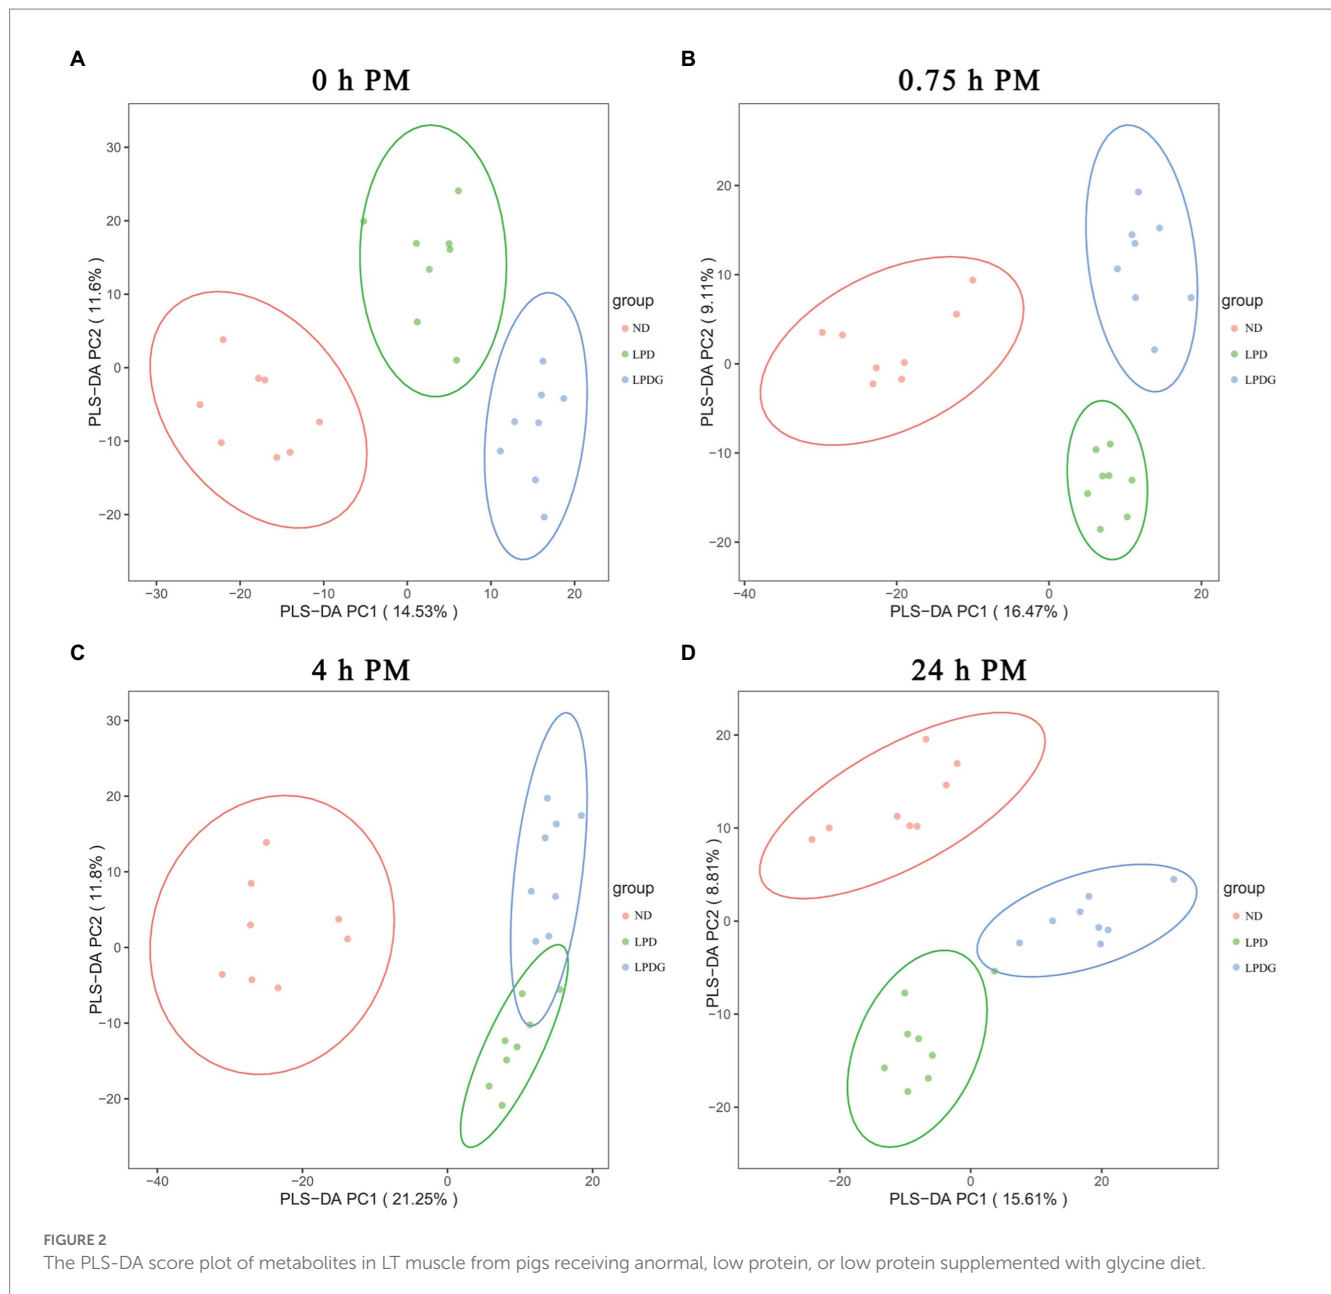 A
0 h PM
PLS-DA PC2 ( 11.6% )
30
20
10
0
−10
−20
−30
−20
−10
0
10
20
PLS-DA PC1 ( 14.53% )
group
ND
LPD
LPDG
B
0.75 h PM
PLS-DA PC2 ( 9.11% )
20
10
0
−10
−20
−40
−20
0
20
PLS-DA PC1 ( 16.47% )
group
ND
LPD
LPDG
C
4 h PM
PLS-DA PC2 ( 11.8% )
30
20
10
0
−10
−20
−40
−20
0
20
PLS-DA PC1 ( 21.25% )
group
ND
LPD
LPDG
D
24 h PM
PLS-DA PC2 ( 8.81% )
20
10
0
−10
−20
−20
0
20
PLS-DA PC1 ( 15.61% )
group
ND
LPD
LPDG
FIGURE 2
The PLS-DA score plot of metabolites in LT muscle from pigs receiving anormal, low protein, or low protein supplemented with glycine diet.